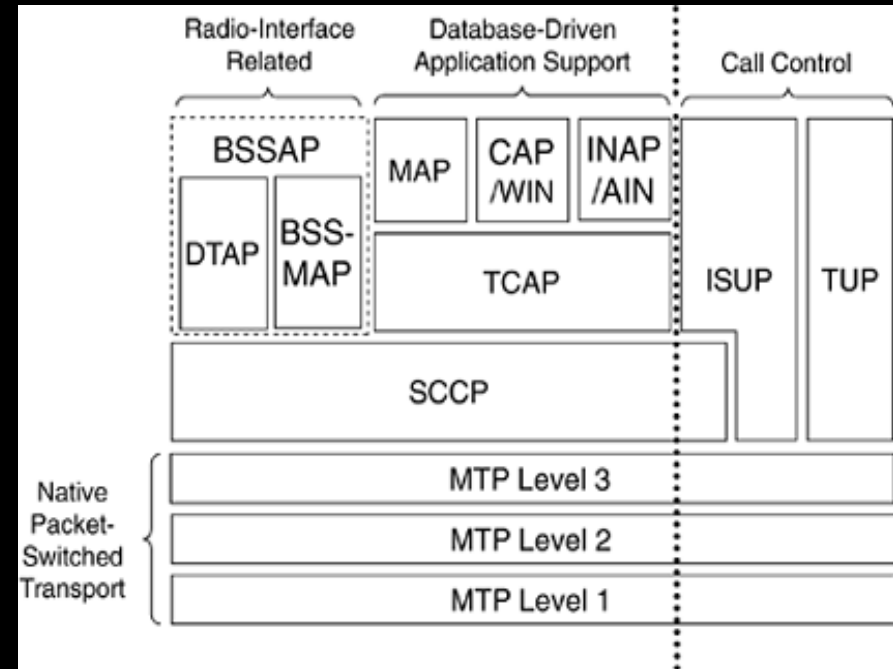 Radio-Interface
Related
Database-Driven
Application Support
Call Control
BSSAP
DTAP
BSS-
MAP
MAP
CAP
/WIN
INAP
/AIN
TCAP
ISUP
TUP
SCCP
Native
Packet-
Switched
Transport
MTP Level 3
MTP Level 2
MTP Level 1